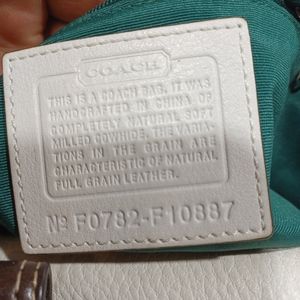 COACH
THIS IS A COACH BAG. IT WAS
HANDCRAFTED IN CHINA OF
COMPLETELY NATURAL SOFT
MILLED COWHIDE. THE VARIA-
TIONS IN THE GRAIN ARE
CHARACTERISTIC OF NATURAL
FULL GRAIN LEATHER.
Nº F0782-F10887